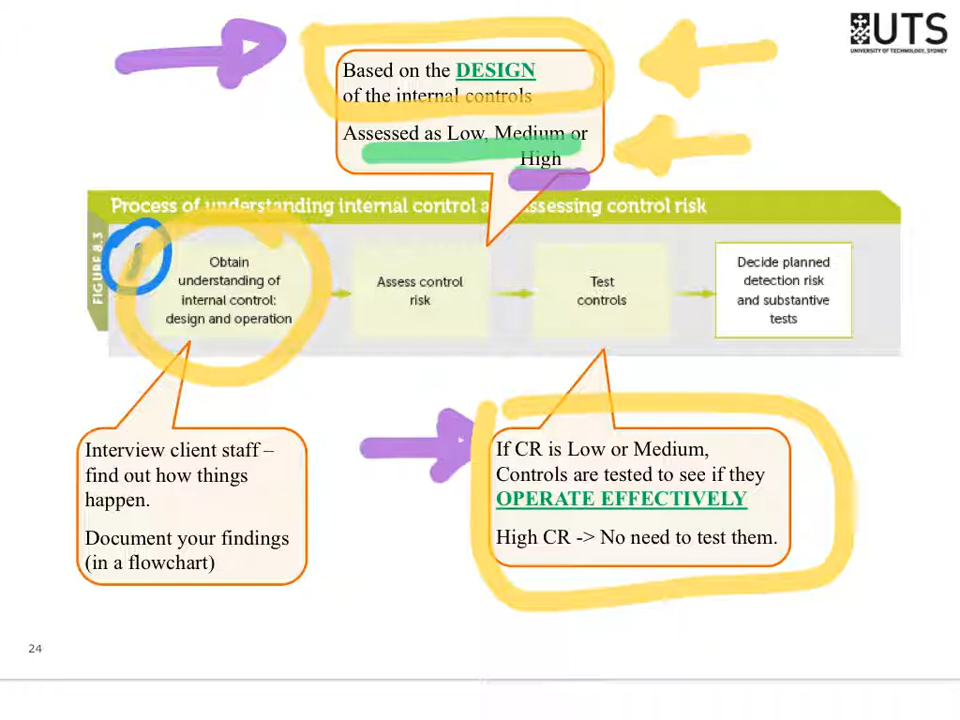 UTS
UNIVERSITY OF TECHNOLOGY, SYDNEY
Based on the DESIGN
of the internal controls
Assessed as Low, Medium or
High
Process of understanding internal control a assessing control risk
FIGURE 8.3
Obtain
understanding of
internal control:
design and operation
Assess control
risk
Test
controls
Decide planned
detection risk
and substantive
tests
Interview client staff –
find out how things
happen.
Document your findings
(in a flowchart)
If CR is Low or Medium,
Controls are tested to see if they
OPERATE EFFECTIVELY
High CR -> No need to test them.
24